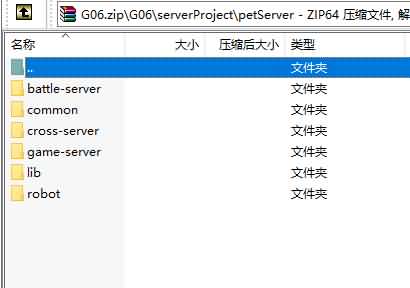 G06.zip\G06\serverProject\petServer - ZIP64 压缩文件, 解
名称 大小 压缩后大小 类型
.. 文件夹
battle-server 文件夹
common 文件夹
cross-server 文件夹
game-server 文件夹
lib 文件夹
robot 文件夹